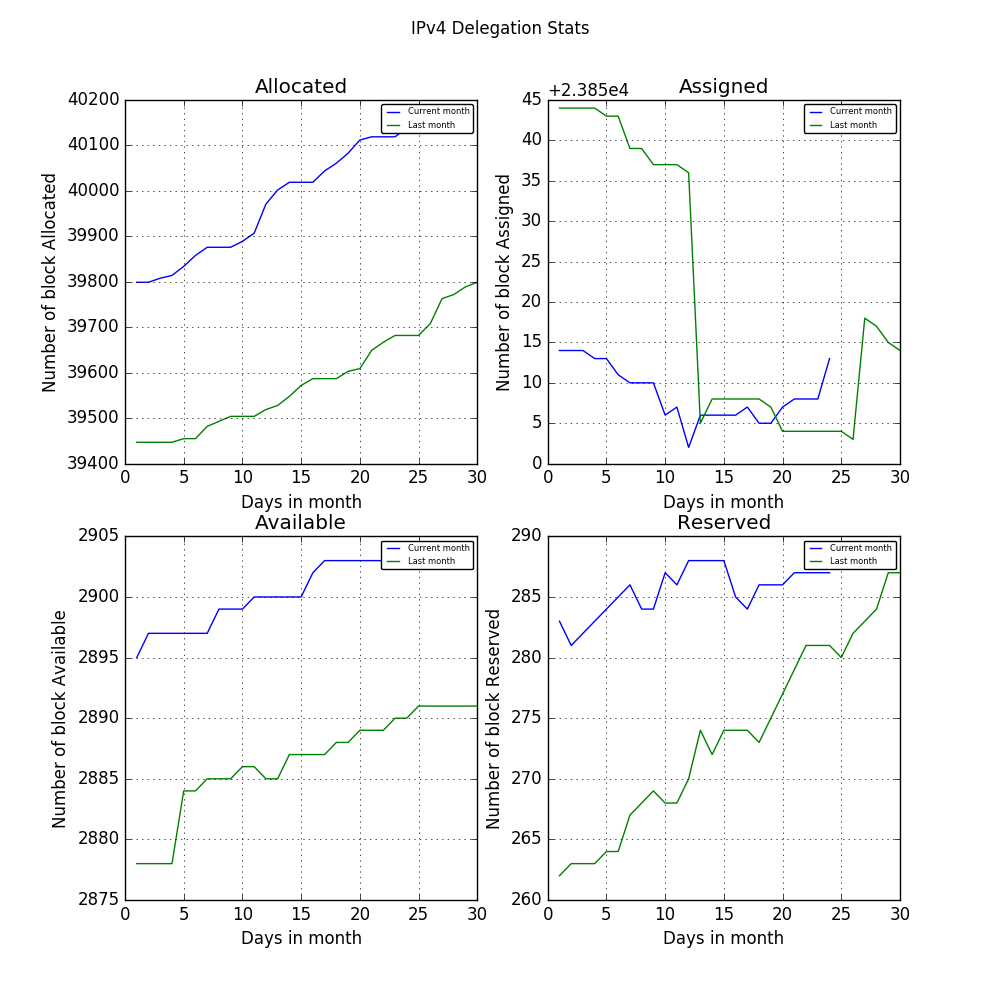 IPv4 Delegation Stats
Allocated
Current month
Last month
40200
40100
40000
39900
39800
39700
39600
39500
39400
Number of block Allocated
0 5 10 15 20 25 30
Days in month
+2.385e4
Assigned
Current month
Last month
45
40
35
30
25
20
15
10
5
0
Number of block Assigned
0 5 10 15 20 25 30
Days in month
Available
Current month
Last month
2905
2900
2895
2890
2885
2880
2875
Number of block Available
0 5 10 15 20 25 30
Days in month
Reserved
Current month
Last month
290
285
280
275
270
265
260
Number of block Reserved
0 5 10 15 20 25 30
Days in month